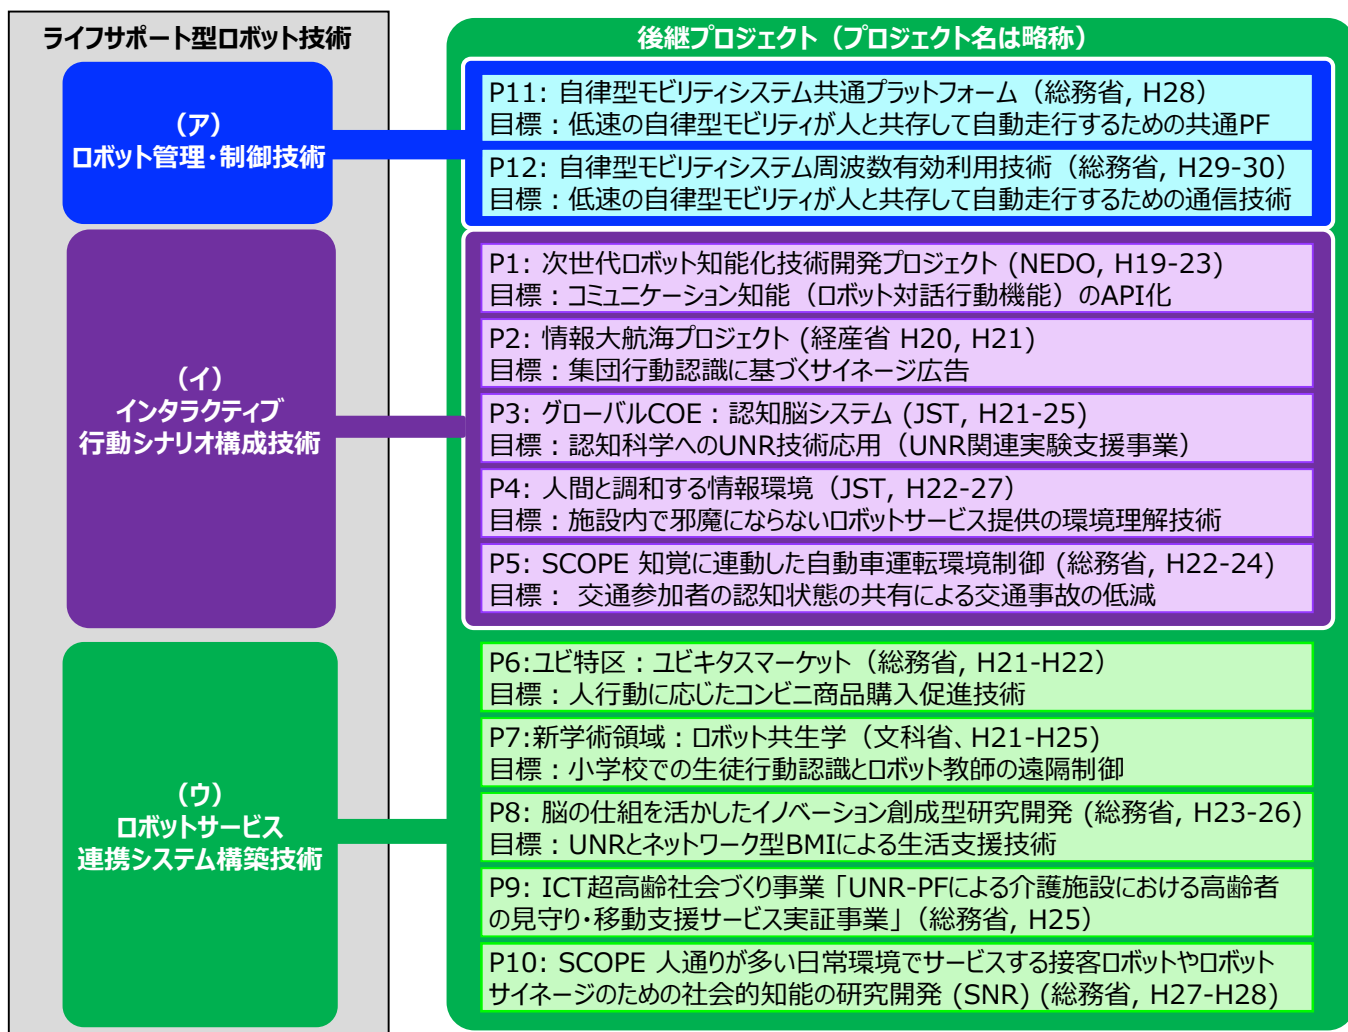 ライフサポート型ロボット技術
（ア）
ロボット管理・制御技術
（イ）
インタラクティブ
行動シナリオ構成技術
（ウ）
ロボットサービス
連携システム構築技術
後継プロジェクト（プロジェクト名は略称）
P11: 自律型モビリティシステム共通プラットフォーム（総務省, H28）
目標：低速の自律型モビリティが人と共存して自動走行するための共通PF
P12: 自律型モビリティシステム周波数有効利用技術（総務省, H29-30）
目標：低速の自律型モビリティが人と共存して自動走行するための通信技術
P1: 次世代ロボット知能化技術開発プロジェクト (NEDO, H19-23)
目標：コミュニケーション知能（ロボット対話行動機能）のAPI化
P2: 情報大航海プロジェクト (経産省 H20, H21)
目標：集団行動認識に基づくサイネージ広告
P3: グローバルCOE：認知脳システム (JST, H21-25)
目標：認知科学へのUNR技術応用（UNR関連実験支援事業）
P4: 人間と調和する情報環境（JST, H22-27）
目標：施設内で邪魔にならないロボットサービス提供の環境理解技術
P5: SCOPE 知覚に連動した自動車運転環境制御 (総務省, H22-24)
目標： 交通参加者の認知状態の共有による交通事故の低減
P6:ユビ特区：ユビキタスマーケット（総務省, H21-H22）
目標：人行動に応じたコンビニ商品購入促進技術
P7:新学術領域：ロボット共生学（文科省、H21-H25)
目標：小学校での生徒行動認識とロボット教師の遠隔制御
P8: 脳の仕組を活かしたイノベーション創成型研究開発 (総務省, H23-26)
目標：UNRとネットワーク型BMIによる生活支援技術
P9: ICT超高齢社会づくり事業「UNR-PFによる介護施設における高齢者
の見守り・移動支援サービス実証事業」（総務省, H25）
P10: SCOPE 人通りが多い日常環境でサービスする接客ロボットやロボット
サイネージのための社会的知能の研究開発 (SNR) (総務省, H27-H28)